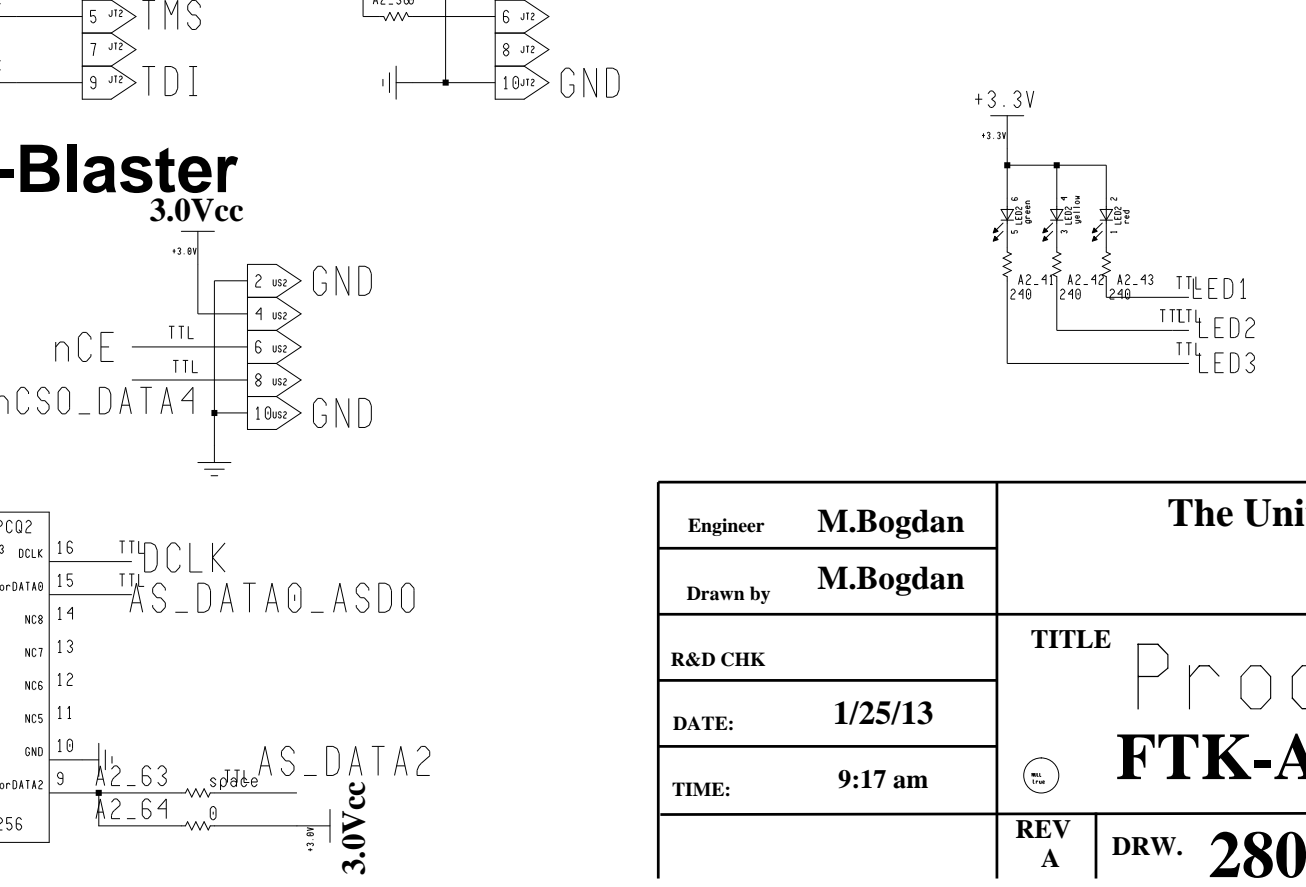 5 JT2 TMS
7 JT2
9 JT2 TDI
6 JT2
8 JT2
10 JT2 GND
-Blaster
3.0Vcc
+3.0V
2 US2 GND
4 US2
nCE TTL 6 US2
TTL 8 US2
nCSO_DATA4 10 US2 GND
+3.3V
+3.3V
LED2 6 green 5
LED2 4 yellow 3
LED2 2 red 1
A2_41 A2_42 A2_43
240 240 240
TTL LED1
TTL TTL LED2
TTL LED3
PCQ2
DCLK 16 TTL DCLK
orDATA0 15 TTL AS_DATA0_ASDO
NC8 14
NC7 13
NC6 12
NC5 11
GND 10
orDATA2 9 A2_63 space TTL AS_DATA2
A2_64 0 +3.0V 3.0Vcc
256
Engineer M.Bogdan
Drawn by M.Bogdan
R&D CHK
DATE: 1/25/13
TIME: 9:17 am
The Uni
TITLE Proc
NULL
true
FTK-A
REV
A
DRW. 280